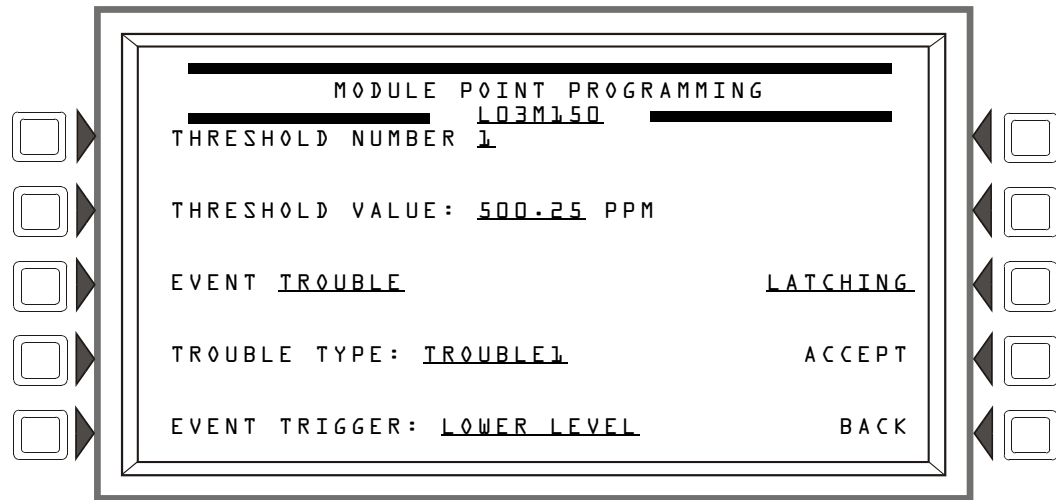 MODULE POINT PROGRAMMING
L03M150
THRESHOLD NUMBER 1
THRESHOLD VALUE: 500.25 PPM
EVENT TROUBLE
LATCHING
TROUBLE TYPE: TROUBLE1
ACCEPT
EVENT TRIGGER: LOWER LEVEL
BACK